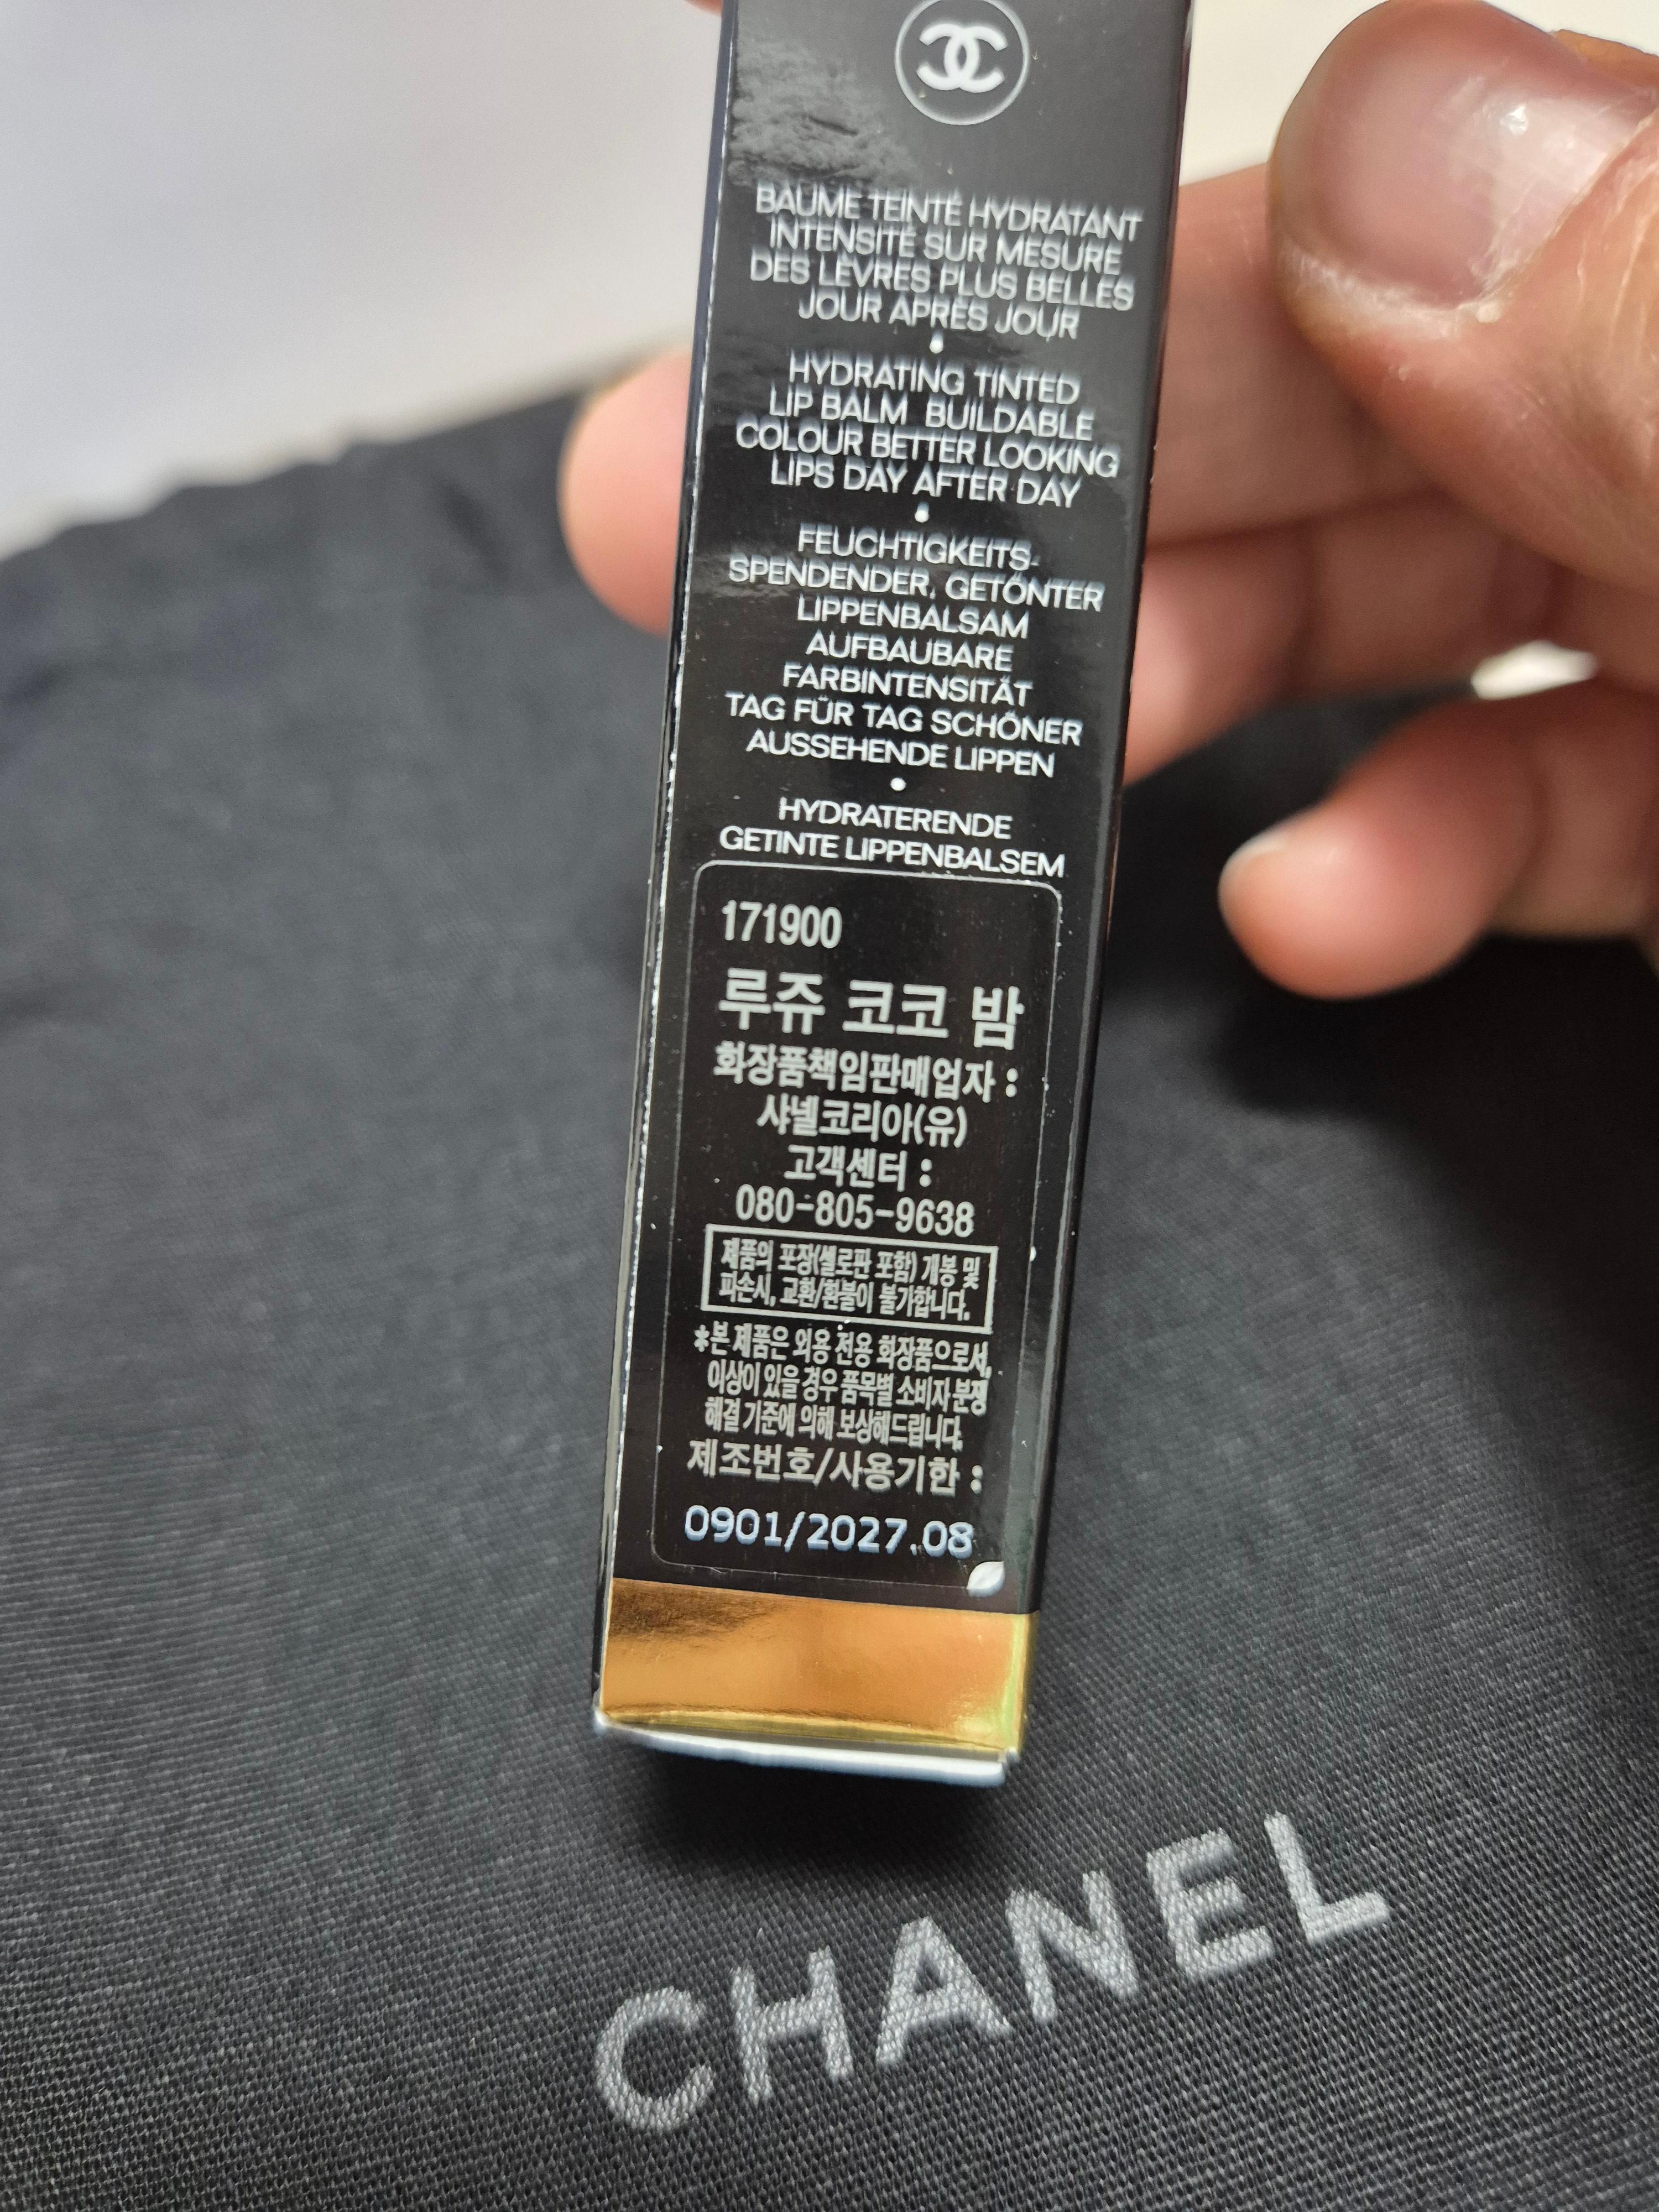 BAUME TEINTÉ HYDRATANT
INTENSITÉ SUR MESURE
DES LÈVRES PLUS BELLES
JOUR APRÈS JOUR
•
HYDRATING TINTED
LIP BALM BUILDABLE
COLOUR BETTER LOOKING
LIPS DAY AFTER DAY
•
FEUCHTIGKEITS-
SPENDENDER, GETÖNTER
LIPPENBALSAM
AUFBAUBARE
FARBINTENSITÄT
TAG FÜR TAG SCHÖNER
AUSSEHENDE LIPPEN
•
HYDRATERENDE
GETINTE LIPPENBALSEM
171900
루쥬 코코 밤
화장품책임판매업자 :
샤넬코리아(유)
고객센터 :
080-805-9638
제품의 포장(셀로판 포함) 개봉 및
파손시, 교환/환불이 불가합니다.
*본 제품은 외용 전용 화장품으로서,
이상이 있을 경우 품목별 소비자 분쟁
해결 기준에 의해 보상해드립니다.
제조번호/사용기한 :
0901/2027.08
CHANEL